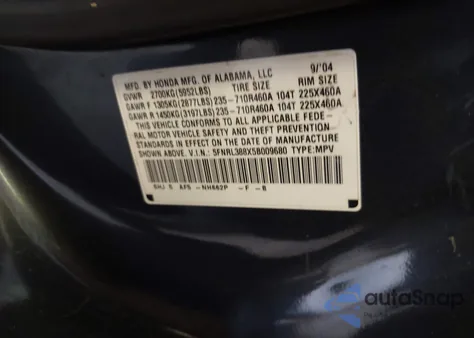 MFD. BY HONDA MFG. OF ALABAMA, LLC 9/'04
GVWR 2700KG(5952LBS) TIRE SIZE RIM SIZE
GAWR F 1305KG(2877LBS)235-710R460A 104T 225X460A
GAWR R 1450KG(3197LBS)235-710R460A 104T 225X460A
THIS VEHICLE CONFORMS TO ALL APPLICABLE FEDE-
RAL MOTOR VEHICLE SAFETY AND THEFT PREVENTION
STANDARDS IN EFFECT ON THE DATE OF MANUFACTURE
SHOWN ABOVE. V.I.N.: 5FNRL388X5B009680 TYPE:MPV
SHJ S AF5 -NH662P -F -B
autoSnap